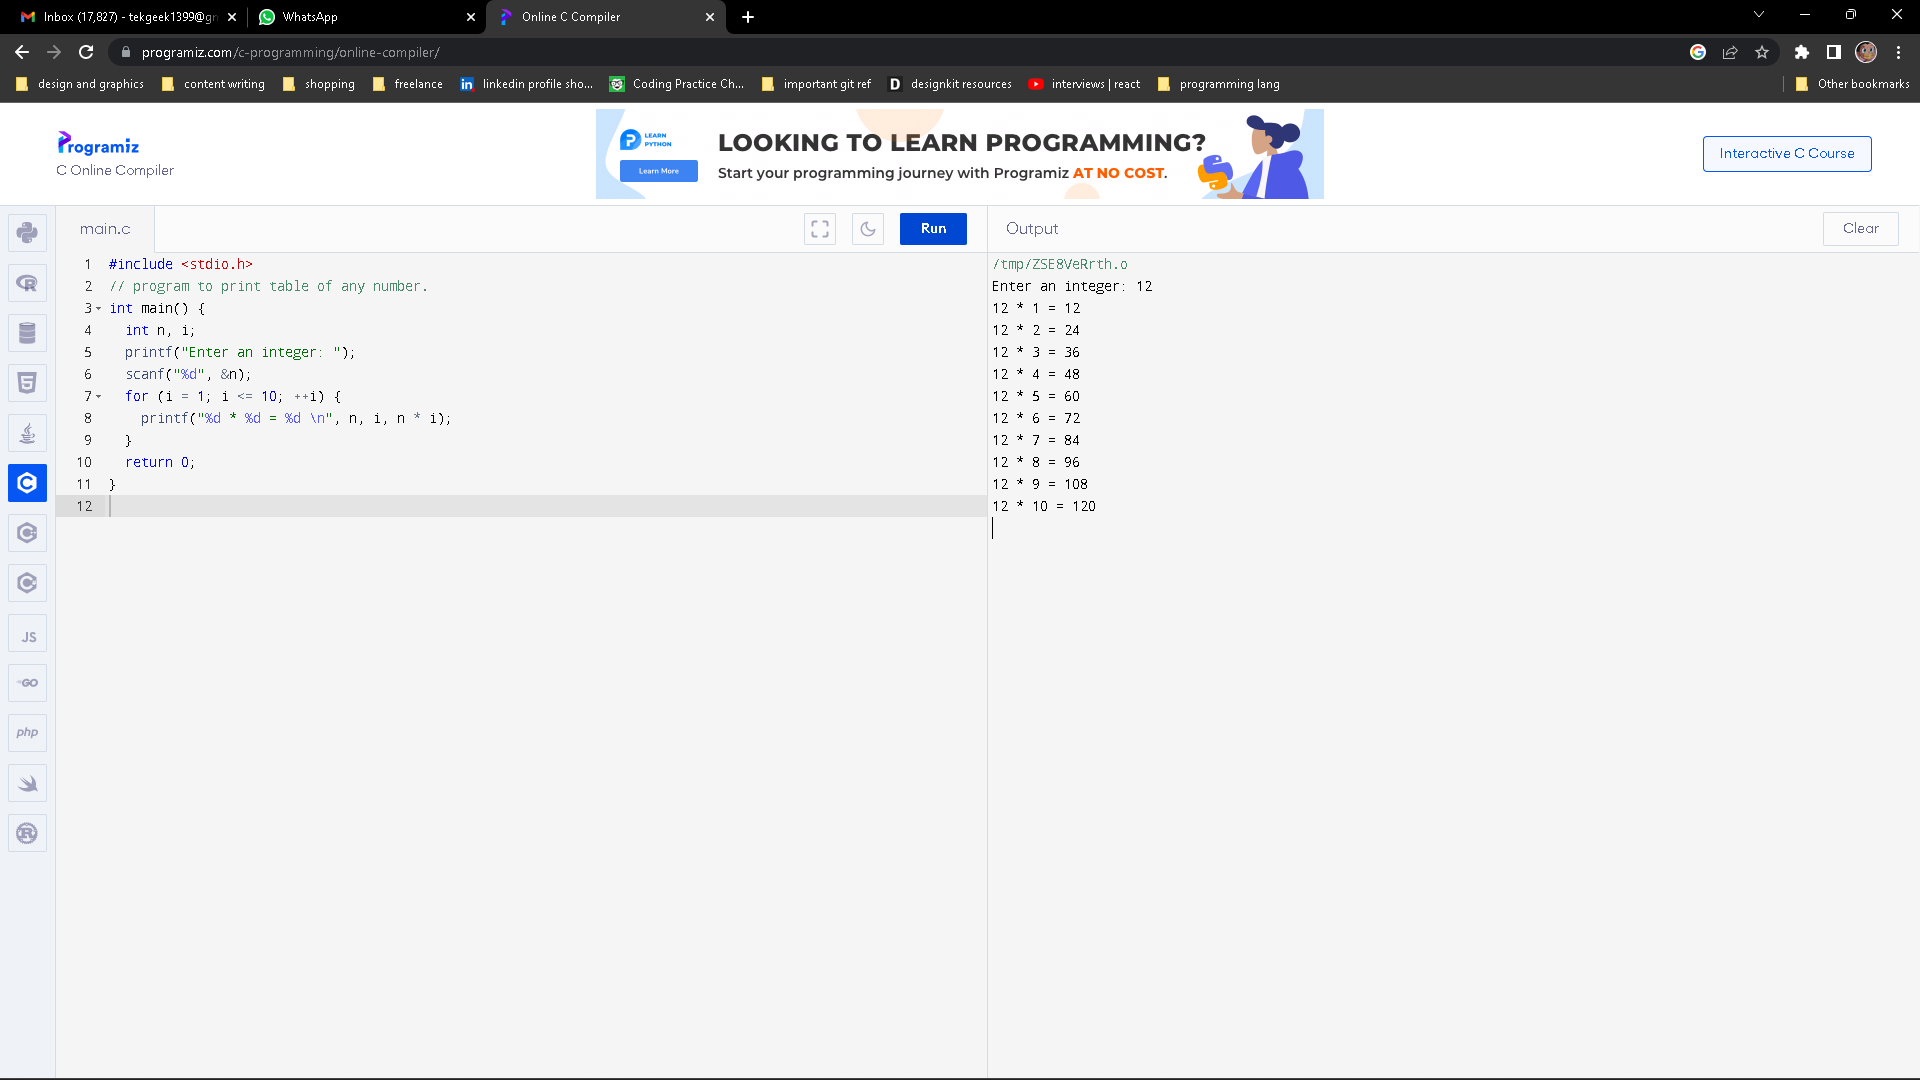 Inbox (17,827) - tekgeek1399@gm
WhatsApp
Online C Compiler
programiz.com/c-programming/online-compiler/
design and graphics
content writing
shopping
freelance
in linkedin profile sho...
Coding Practice Ch...
important git ref
D designkit resources
interviews | react
programming lang
Other bookmarks
Programiz
C Online Compiler
LEARN
PYTHON
Learn More
LOOKING TO LEARN PROGRAMMING?
Start your programming journey with Programiz AT NO COST.
Interactive C Course
main.c
Run
Output
Clear
1 #include <stdio.h>
2 // program to print table of any number.
3 int main() {
4 int n, i;
5 printf("Enter an integer: ");
6 scanf("%d", &n);
7 for (i = 1; i <= 10; ++i) {
8 printf("%d * %d = %d \n", n, i, n * i);
9 }
10 return 0;
11 }
12
/tmp/ZSE8VeRrth.o
Enter an integer: 12
12 * 1 = 12
12 * 2 = 24
12 * 3 = 36
12 * 4 = 48
12 * 5 = 60
12 * 6 = 72
12 * 7 = 84
12 * 8 = 96
12 * 9 = 108
12 * 10 = 120
R
5
C
C
C
JS
GO
php
R